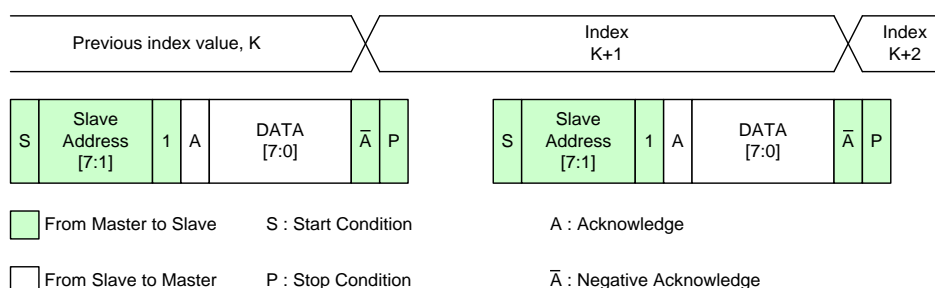 Previous index value, K
Index
K+1
Index
K+2
S
Slave
Address
[7:1]
1
A
DATA
[7:0]
A̅
P
S
Slave
Address
[7:1]
1
A
DATA
[7:0]
A̅
P
From Master to Slave
S : Start Condition
A : Acknowledge
From Slave to Master
P : Stop Condition
A̅ : Negative Acknowledge